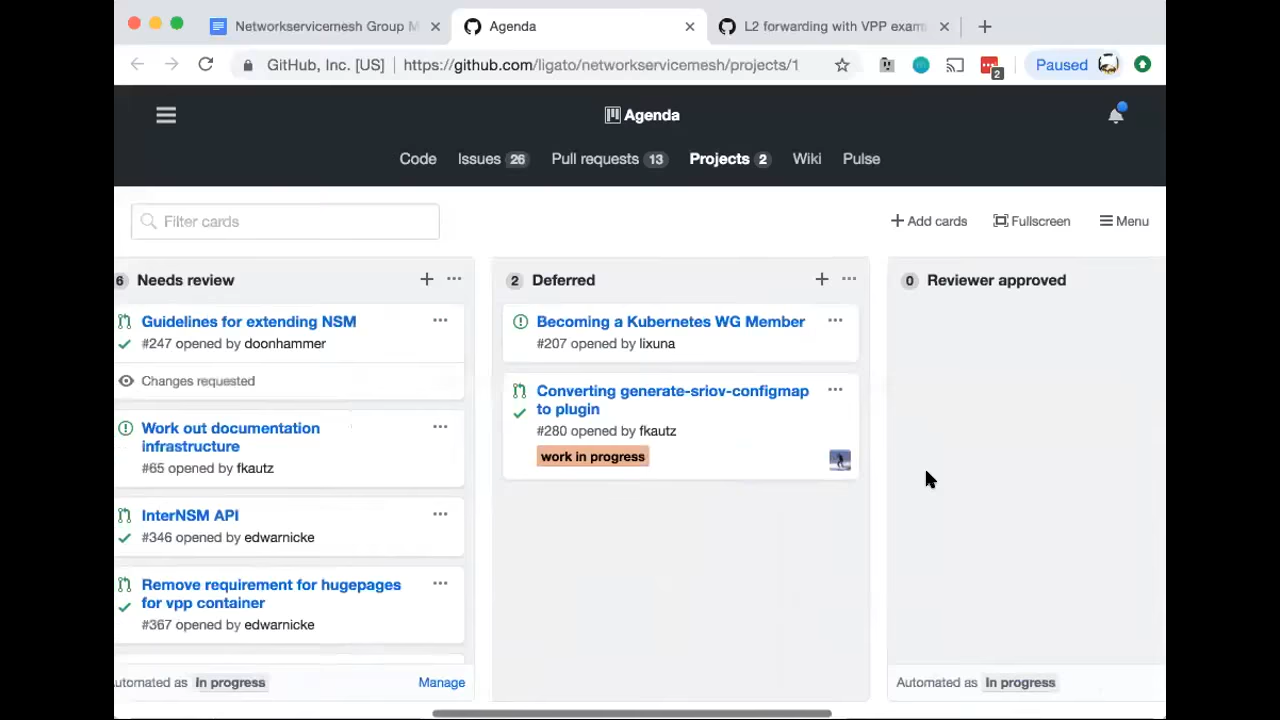 Networkservicemesh Group M
Agenda
L2 forwarding with VPP exam
GitHub, Inc. [US]
https://github.com/ligato/networkservicemesh/projects/1
2
Paused
Agenda
Code
Issues 26
Pull requests 13
Projects 2
Wiki
Pulse
Filter cards
Add cards
Fullscreen
Menu
6 Needs review
Guidelines for extending NSM
#247 opened by doonhammer
Changes requested
Work out documentation
infrastructure
#65 opened by fkautz
InterNSM API
#346 opened by edwarnicke
Remove requirement for hugepages
for vpp container
#367 opened by edwarnicke
utomated as In progress
Manage
2 Deferred
Becoming a Kubernetes WG Member
#207 opened by lixuna
Converting generate-sriov-configmap
to plugin
#280 opened by fkautz
work in progress
0 Reviewer approved
Automated as In progress